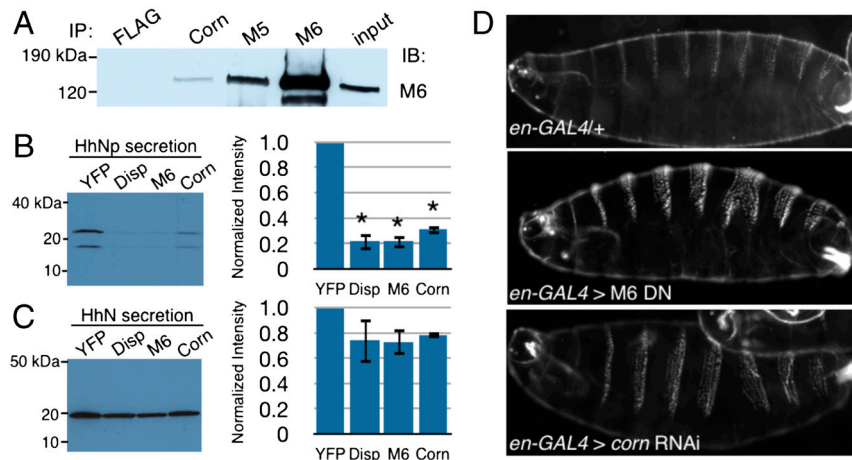 A
IP: FLAG Corn M5 M6 input
190 kDa
120
IB:
M6
B
HhNp secretion
YFP Disp M6 Corn
40 kDa
20
10
Normalized Intensity
1.0
0.8
0.6
0.4
0.2
0
* * *
YFP Disp M6 Corn
C
HhN secretion
YFP Disp M6 Corn
50 kDa
20
10
Normalized Intensity
1.0
0.8
0.6
0.4
0.2
0
YFP Disp M6 Corn
D
en-GAL4/+
en-GAL4 > M6 DN
en-GAL4 > corn RNAi